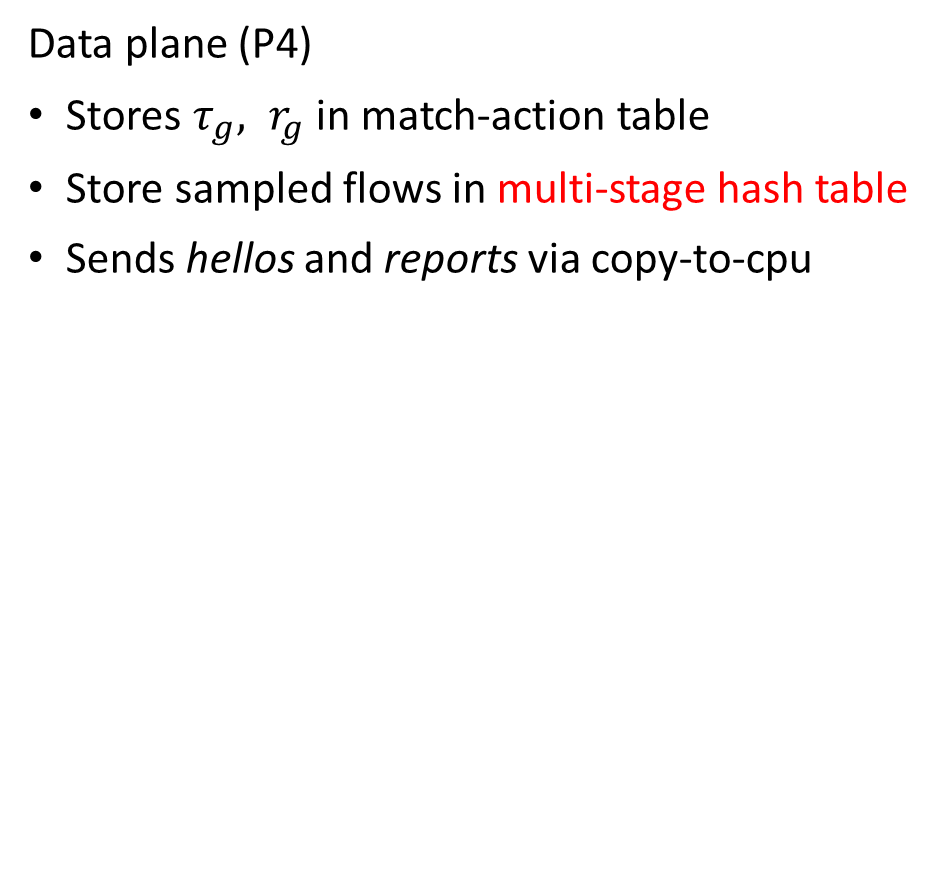 Data plane (P4)
• Stores τ_g, r_g in match-action table
• Store sampled flows in multi-stage hash table
• Sends hellos and reports via copy-to-cpu